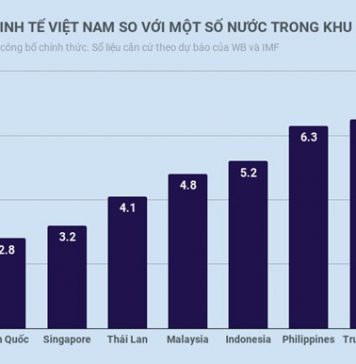 INH TẾ VIỆT NAM SO VỚI MỘT SỐ NƯỚC TRONG KHU
công bố chính thức. Số liệu căn cứ theo dự báo của WB và IMF
6.3
5.2
4.8
4.1
3.2
2.8
Quốc Singapore Thái Lan Malaysia Indonesia Philippines